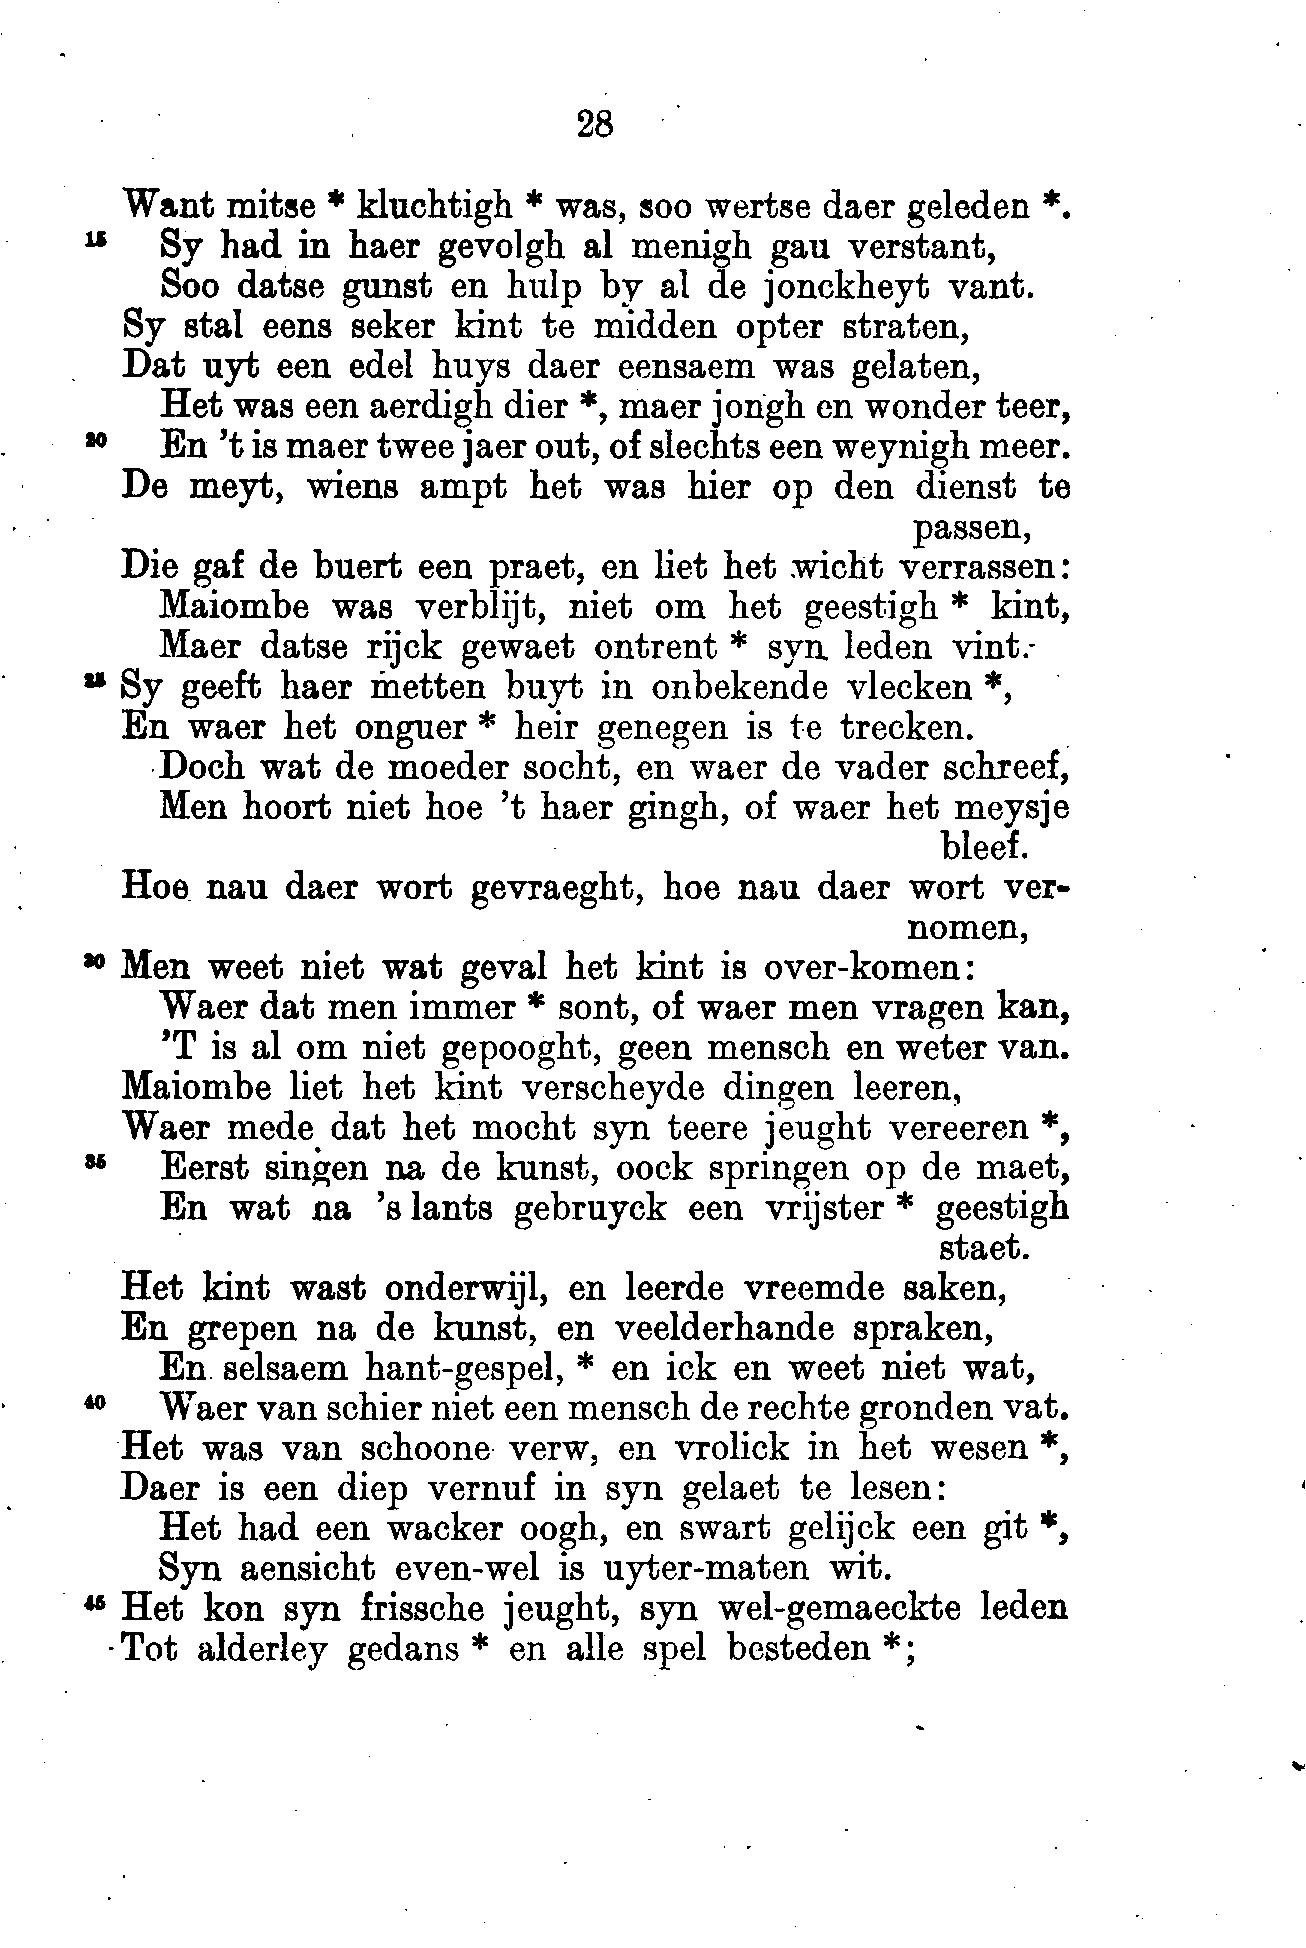 28
Want mitse * kluchtigh * was, soo wertse daer geleden *.
15 Sy had in haer gevolgh al menigh gau verstant,
Soo datse gunst en hulp by al de jonckheyt vant.
Sy stal eens seker kint te midden opter straten,
Dat uyt een edel huys daer eensaem was gelaten,
Het was een aerdigh dier *, maer jongh en wonder teer,
20 En 't is maer twee jaer out, of slechts een weynigh meer.
De meyt, wiens ampt het was hier op den dienst te
passen,
Die gaf de buert een praet, en liet het wicht verrassen:
Maiombe was verblijt, niet om het geestigh * kint,
Maer datse rijck gewaet ontrent * syn leden vint.
25 Sy geeft haer metten buyt in onbekende vlecken *,
En waer het onguer * heir genegen is te trecken.
Doch wat de moeder socht, en waer de vader schreef,
Men hoort niet hoe 't haer gingh, of waer het meysje
bleef.
Hoe nau daer wort gevraeght, hoe nau daer wort ver-
nomen,
30 Men weet niet wat geval het kint is over-komen:
Waer dat men immer * sont, of waer men vragen kan,
'T is al om niet gepooght, geen mensch en weter van.
Maiombe liet het kint verscheyde dingen leeren,
Waer mede dat het mocht syn teere jeught vereeren *,
35 Eerst singen na de kunst, oock springen op de maet,
En wat na 's lants gebruyck een vrijster * geestigh
staet.
Het kint wast onderwijl, en leerde vreemde saken,
En grepen na de kunst, en veelderhande spraken,
En selsaem hant-gespel, * en ick en weet niet wat,
40 Waer van schier niet een mensch de rechte gronden vat.
Het was van schoone verw, en vrolick in het wesen *,
Daer is een diep vernuf in syn gelaet te lesen:
Het had een wacker oogh, en swart gelijck een git *,
Syn aensicht even-wel is uyter-maten wit.
45 Het kon syn frissche jeught, syn wel-gemaeckte leden
Tot alderley gedans * en alle spel besteden *;